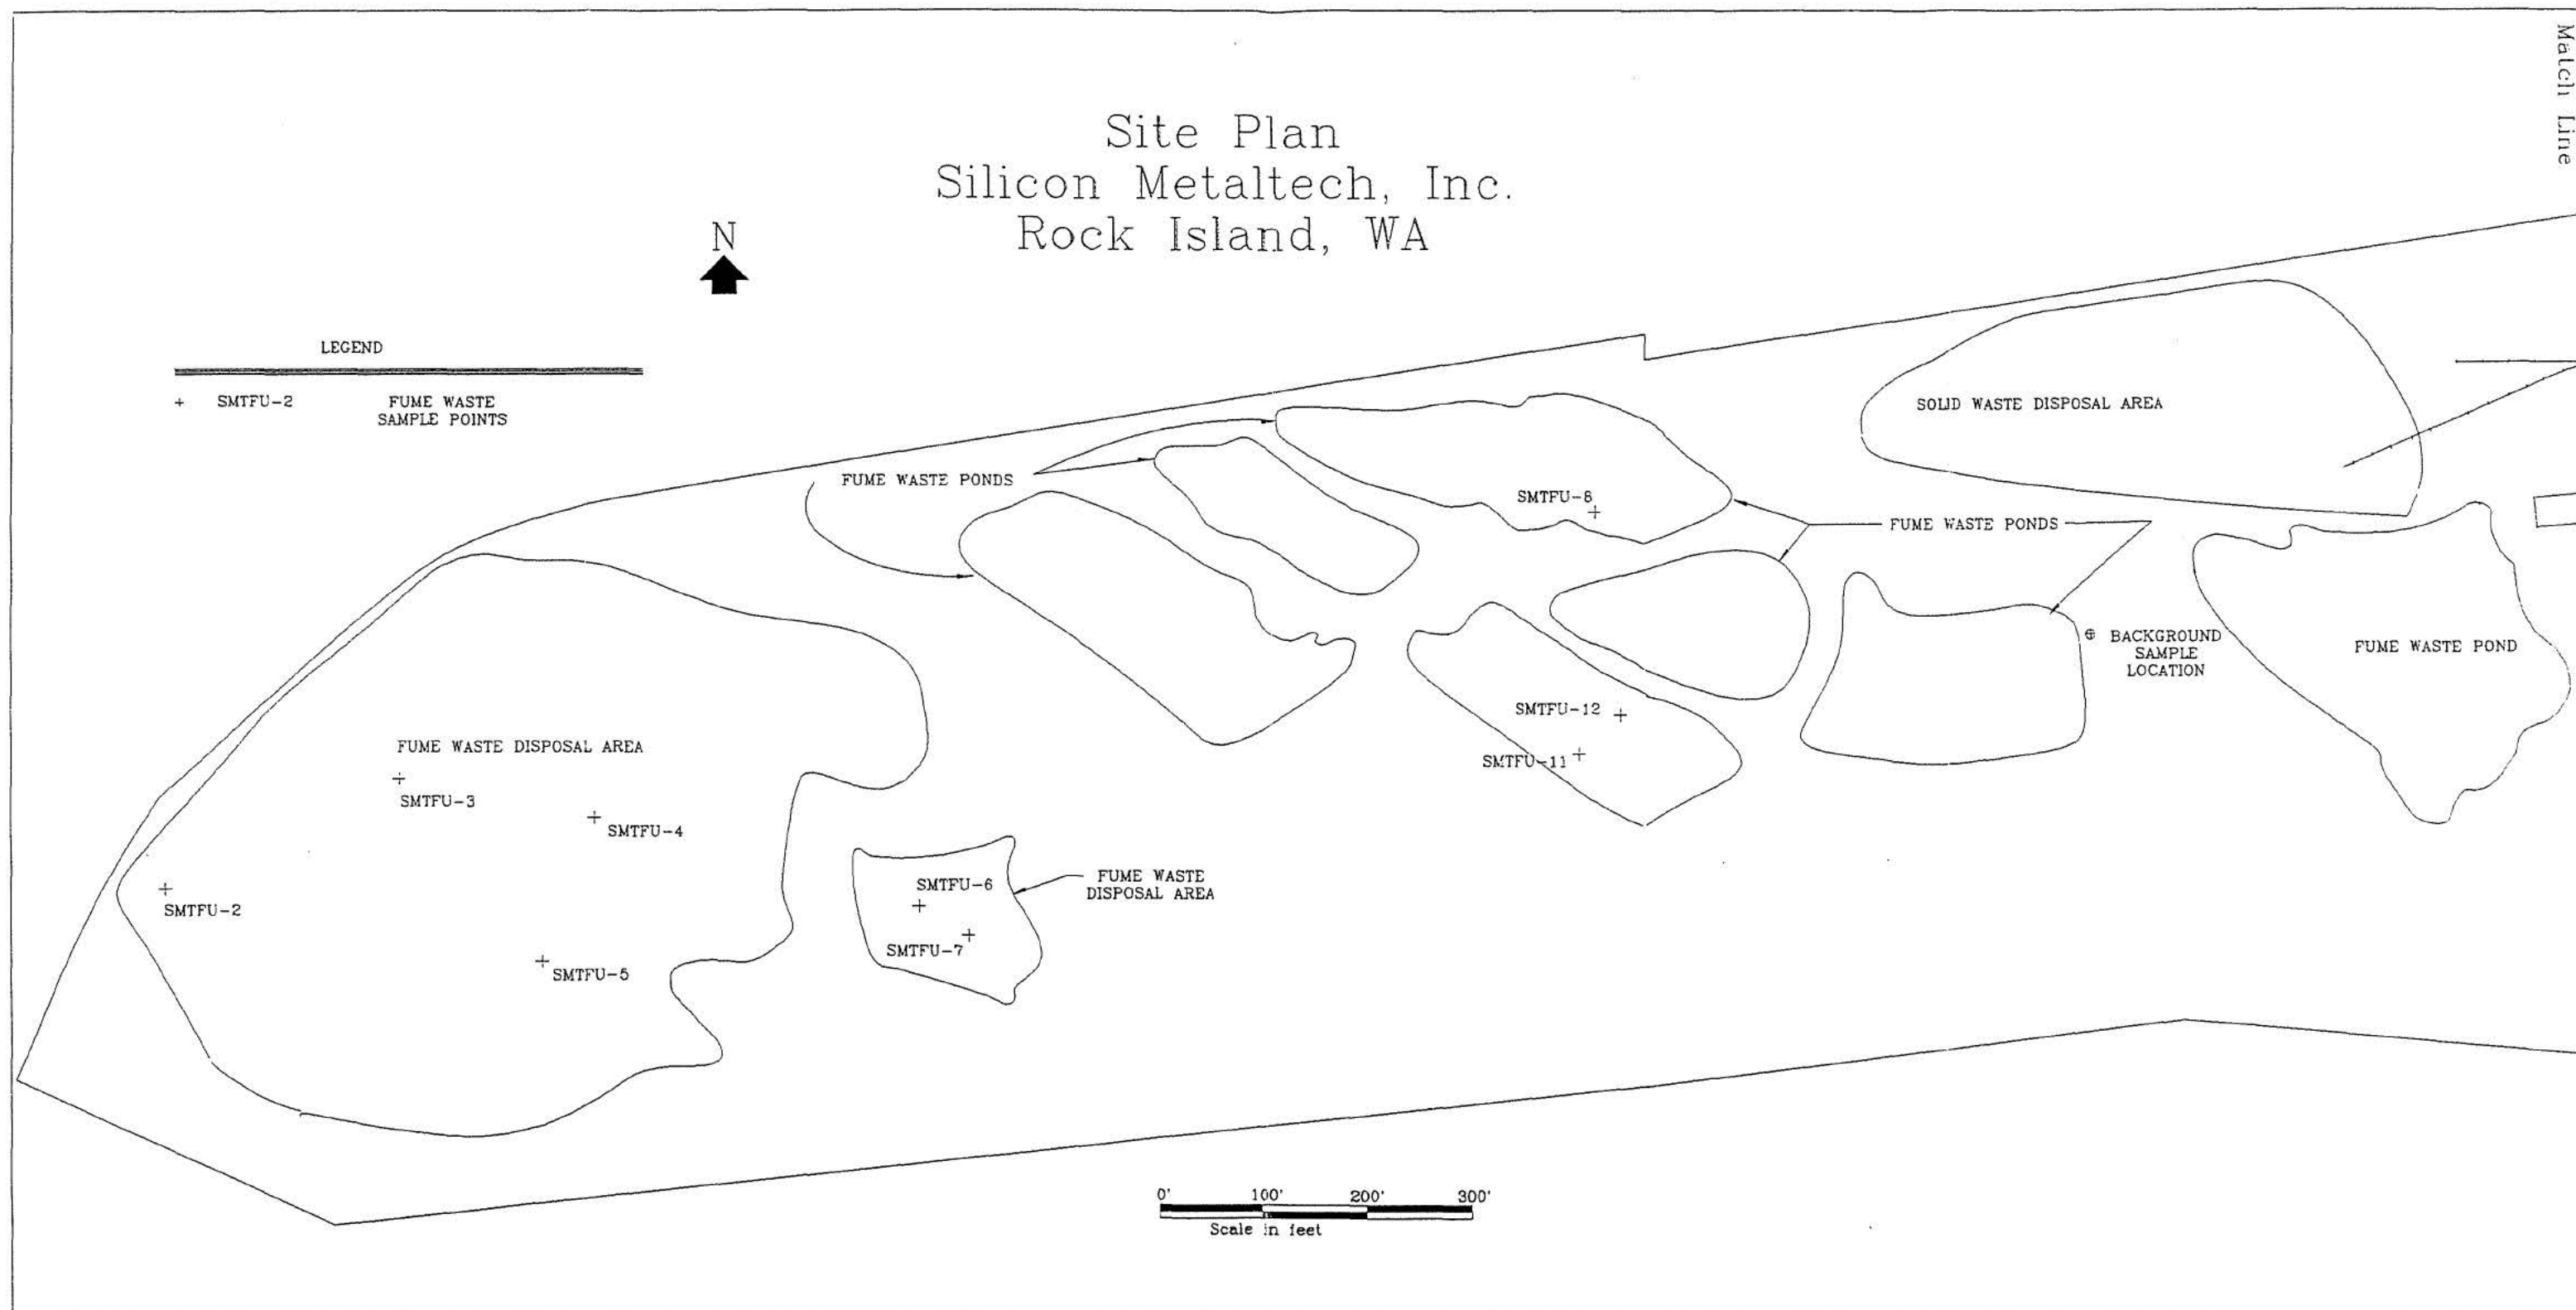 Match Line
Site Plan
Silicon Metaltech, Inc.
Rock Island, WA
N
LEGEND
+ SMTFU-2 FUME WASTE
SAMPLE POINTS
SOLID WASTE DISPOSAL AREA
FUME WASTE PONDS
SMTFU-8
FUME WASTE PONDS
BACKGROUND
SAMPLE
LOCATION
FUME WASTE POND
SMTFU-12
SMTFU-11
FUME WASTE DISPOSAL AREA
SMTFU-3
SMTFU-4
SMTFU-2
SMTFU-5
SMTFU-6
SMTFU-7
FUME WASTE
DISPOSAL AREA
0' 100' 200' 300'
Scale in feet